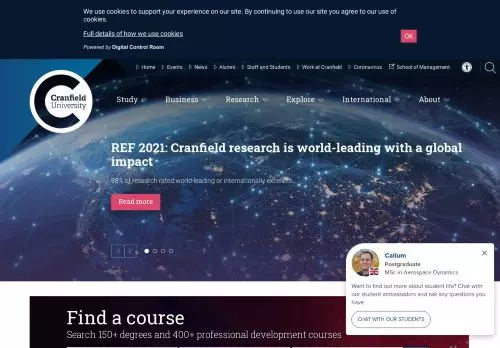 We use cookies to support your experience on our site. By continuing to use our site you agree to our use of
cookies.
Full details of how we use cookies
OK
Powered by Digital Control Room
Home Events News Alumni Staff and Students Work at Cranfield Coronavirus School of Management
Cranfield
University
Study Business Research Explore International About
REF 2021: Cranfield research is world-leading with a global
impact
88% of research rated world-leading or internationally excellent.
Read more
Callum
Postgraduate
MSc in Aerospace Dynamics
Want to find out more about student life? Chat with
our student ambassadors and ask any questions you
have
CHAT WITH OUR STUDENTS
Find a course
Search 150+ degrees and 400+ professional development courses